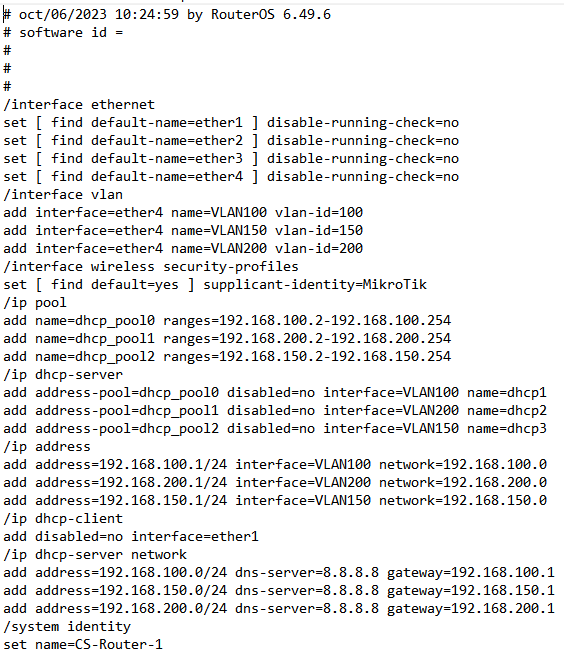 # oct/06/2023 10:24:59 by RouterOS 6.49.6
# software id =
#
#
#
/interface ethernet
set [ find default-name=ether1 ] disable-running-check=no
set [ find default-name=ether2 ] disable-running-check=no
set [ find default-name=ether3 ] disable-running-check=no
set [ find default-name=ether4 ] disable-running-check=no
/interface vlan
add interface=ether4 name=VLAN100 vlan-id=100
add interface=ether4 name=VLAN150 vlan-id=150
add interface=ether4 name=VLAN200 vlan-id=200
/interface wireless security-profiles
set [ find default=yes ] supplicant-identity=MikroTik
/ip pool
add name=dhcp_pool0 ranges=192.168.100.2-192.168.100.254
add name=dhcp_pool1 ranges=192.168.200.2-192.168.200.254
add name=dhcp_pool2 ranges=192.168.150.2-192.168.150.254
/ip dhcp-server
add address-pool=dhcp_pool0 disabled=no interface=VLAN100 name=dhcp1
add address-pool=dhcp_pool1 disabled=no interface=VLAN200 name=dhcp2
add address-pool=dhcp_pool2 disabled=no interface=VLAN150 name=dhcp3
/ip address
add address=192.168.100.1/24 interface=VLAN100 network=192.168.100.0
add address=192.168.200.1/24 interface=VLAN200 network=192.168.200.0
add address=192.168.150.1/24 interface=VLAN150 network=192.168.150.0
/ip dhcp-client
add disabled=no interface=ether1
/ip dhcp-server network
add address=192.168.100.0/24 dns-server=8.8.8.8 gateway=192.168.100.1
add address=192.168.150.0/24 dns-server=8.8.8.8 gateway=192.168.150.1
add address=192.168.200.0/24 dns-server=8.8.8.8 gateway=192.168.200.1
/system identity
set name=CS-Router-1